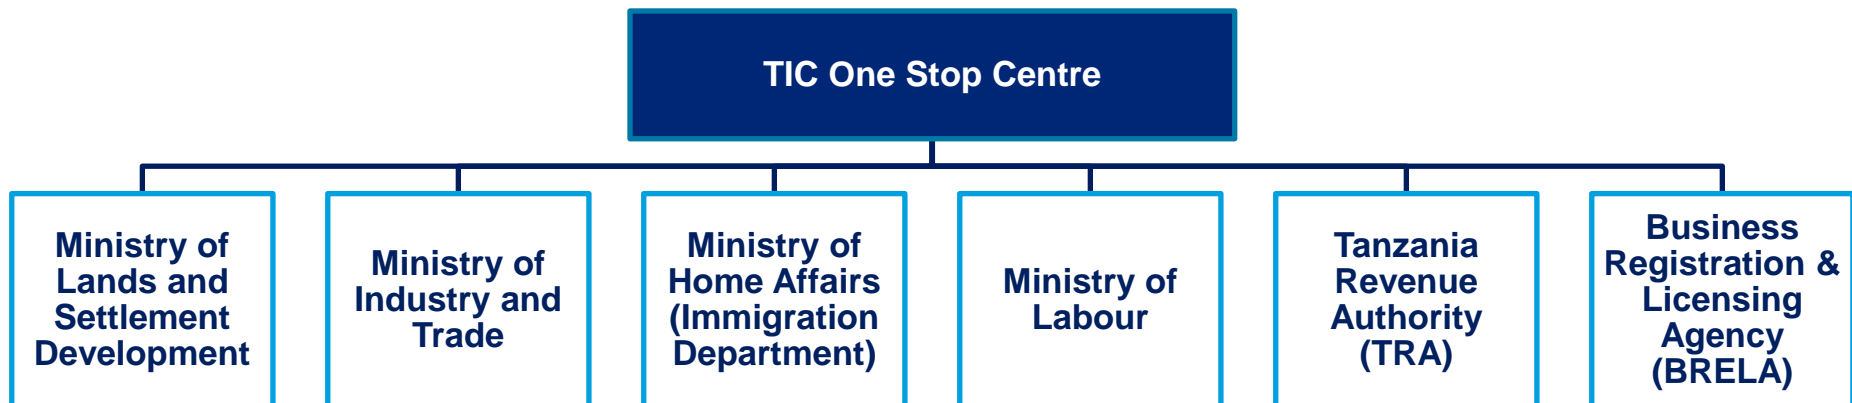 TIC One Stop Centre
Ministry of
Lands and
Settlement
Development
Ministry of
Industry and
Trade
Ministry of
Home Affairs
(Immigration
Department)
Ministry of
Labour
Tanzania
Revenue
Authority
(TRA)
Business
Registration &
Licensing
Agency
(BRELA)